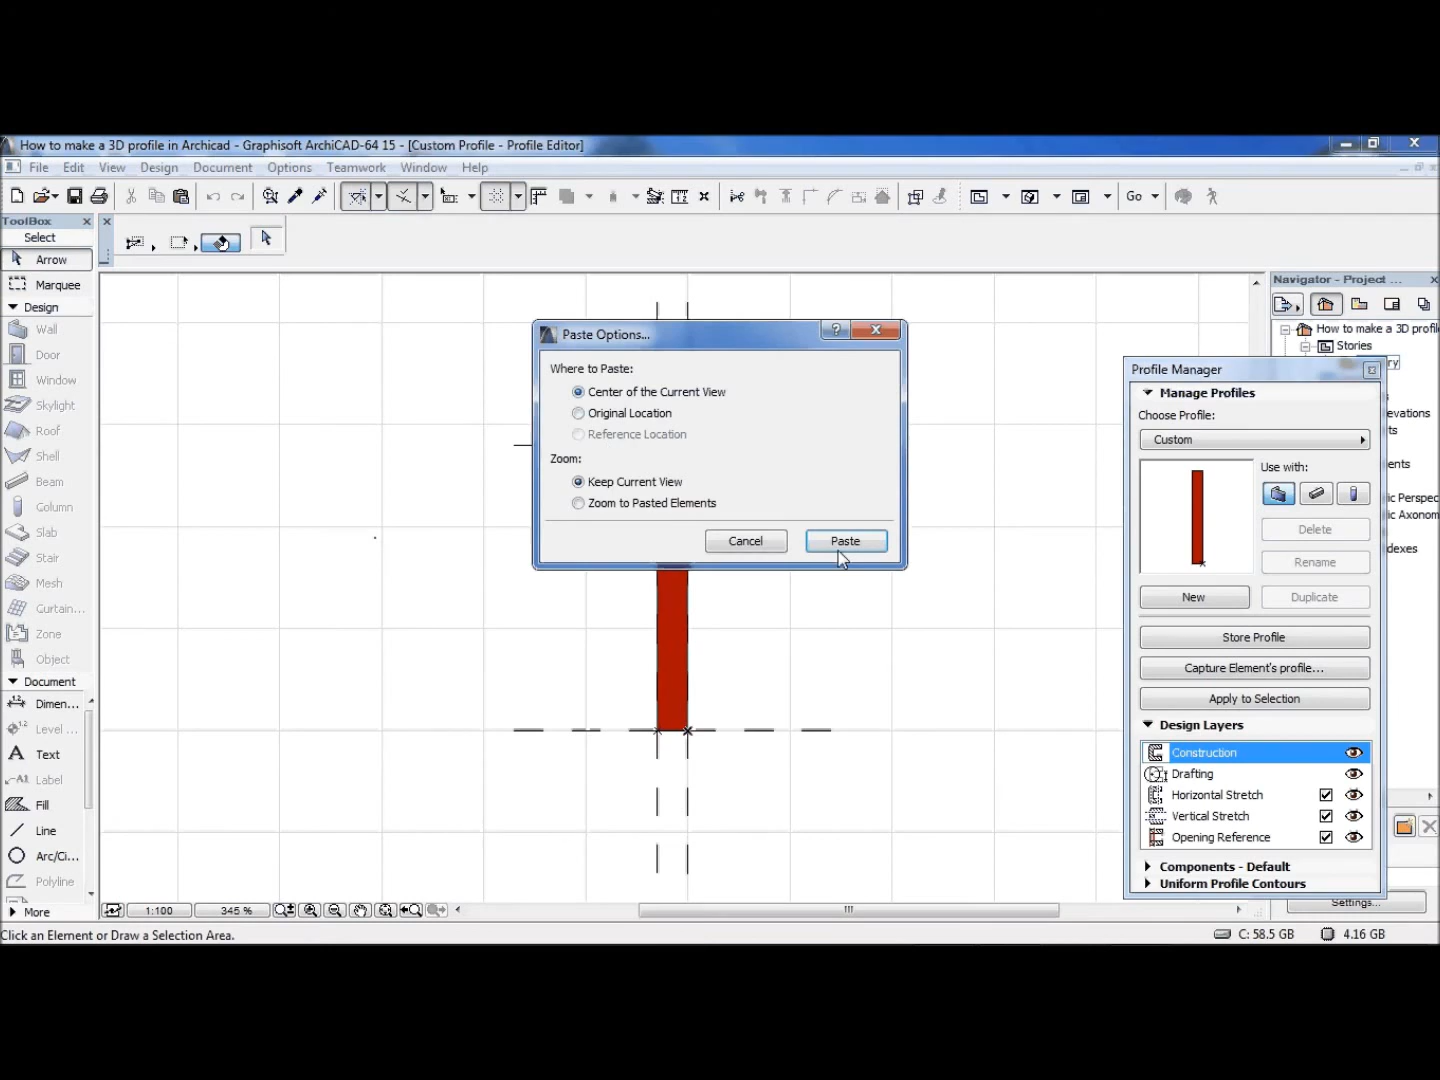 How to make a 3D profile in Archicad - Graphisoft ArchiCAD-64 15 - [Custom Profile - Profile Editor]
File Edit View Design Document Options Teamwork Window Help
Go
ToolBox
Select
Arrow
Marquee
Design
Wall
Door
Window
Skylight
Roof
Shell
Beam
Column
Slab
Stair
Mesh
Curtain...
Zone
Object
Document
1.2 Dimen...
1.2 Level ...
A Text
A1 Label
Fill
Line
Arc/Ci...
Polyline
More
Paste Options...
Where to Paste:
Center of the Current View
Original Location
Reference Location
Zoom:
Keep Current View
Zoom to Pasted Elements
Cancel Paste
Navigator - Project ...
How to make a 3D profil
Stories
ry
Profile Manager
Manage Profiles
Choose Profile:
Custom
Use with:
Delete
Rename
New Duplicate
Store Profile
Capture Element's profile...
Apply to Selection
Design Layers
Construction
Drafting
Horizontal Stretch
Vertical Stretch
Opening Reference
Components - Default
Uniform Profile Contours
evations
ts
ents
ic Perspec
ic Axonom
dexes
Settings...
1:100 345 %
Click an Element or Draw a Selection Area.
C: 58.5 GB 4.16 GB